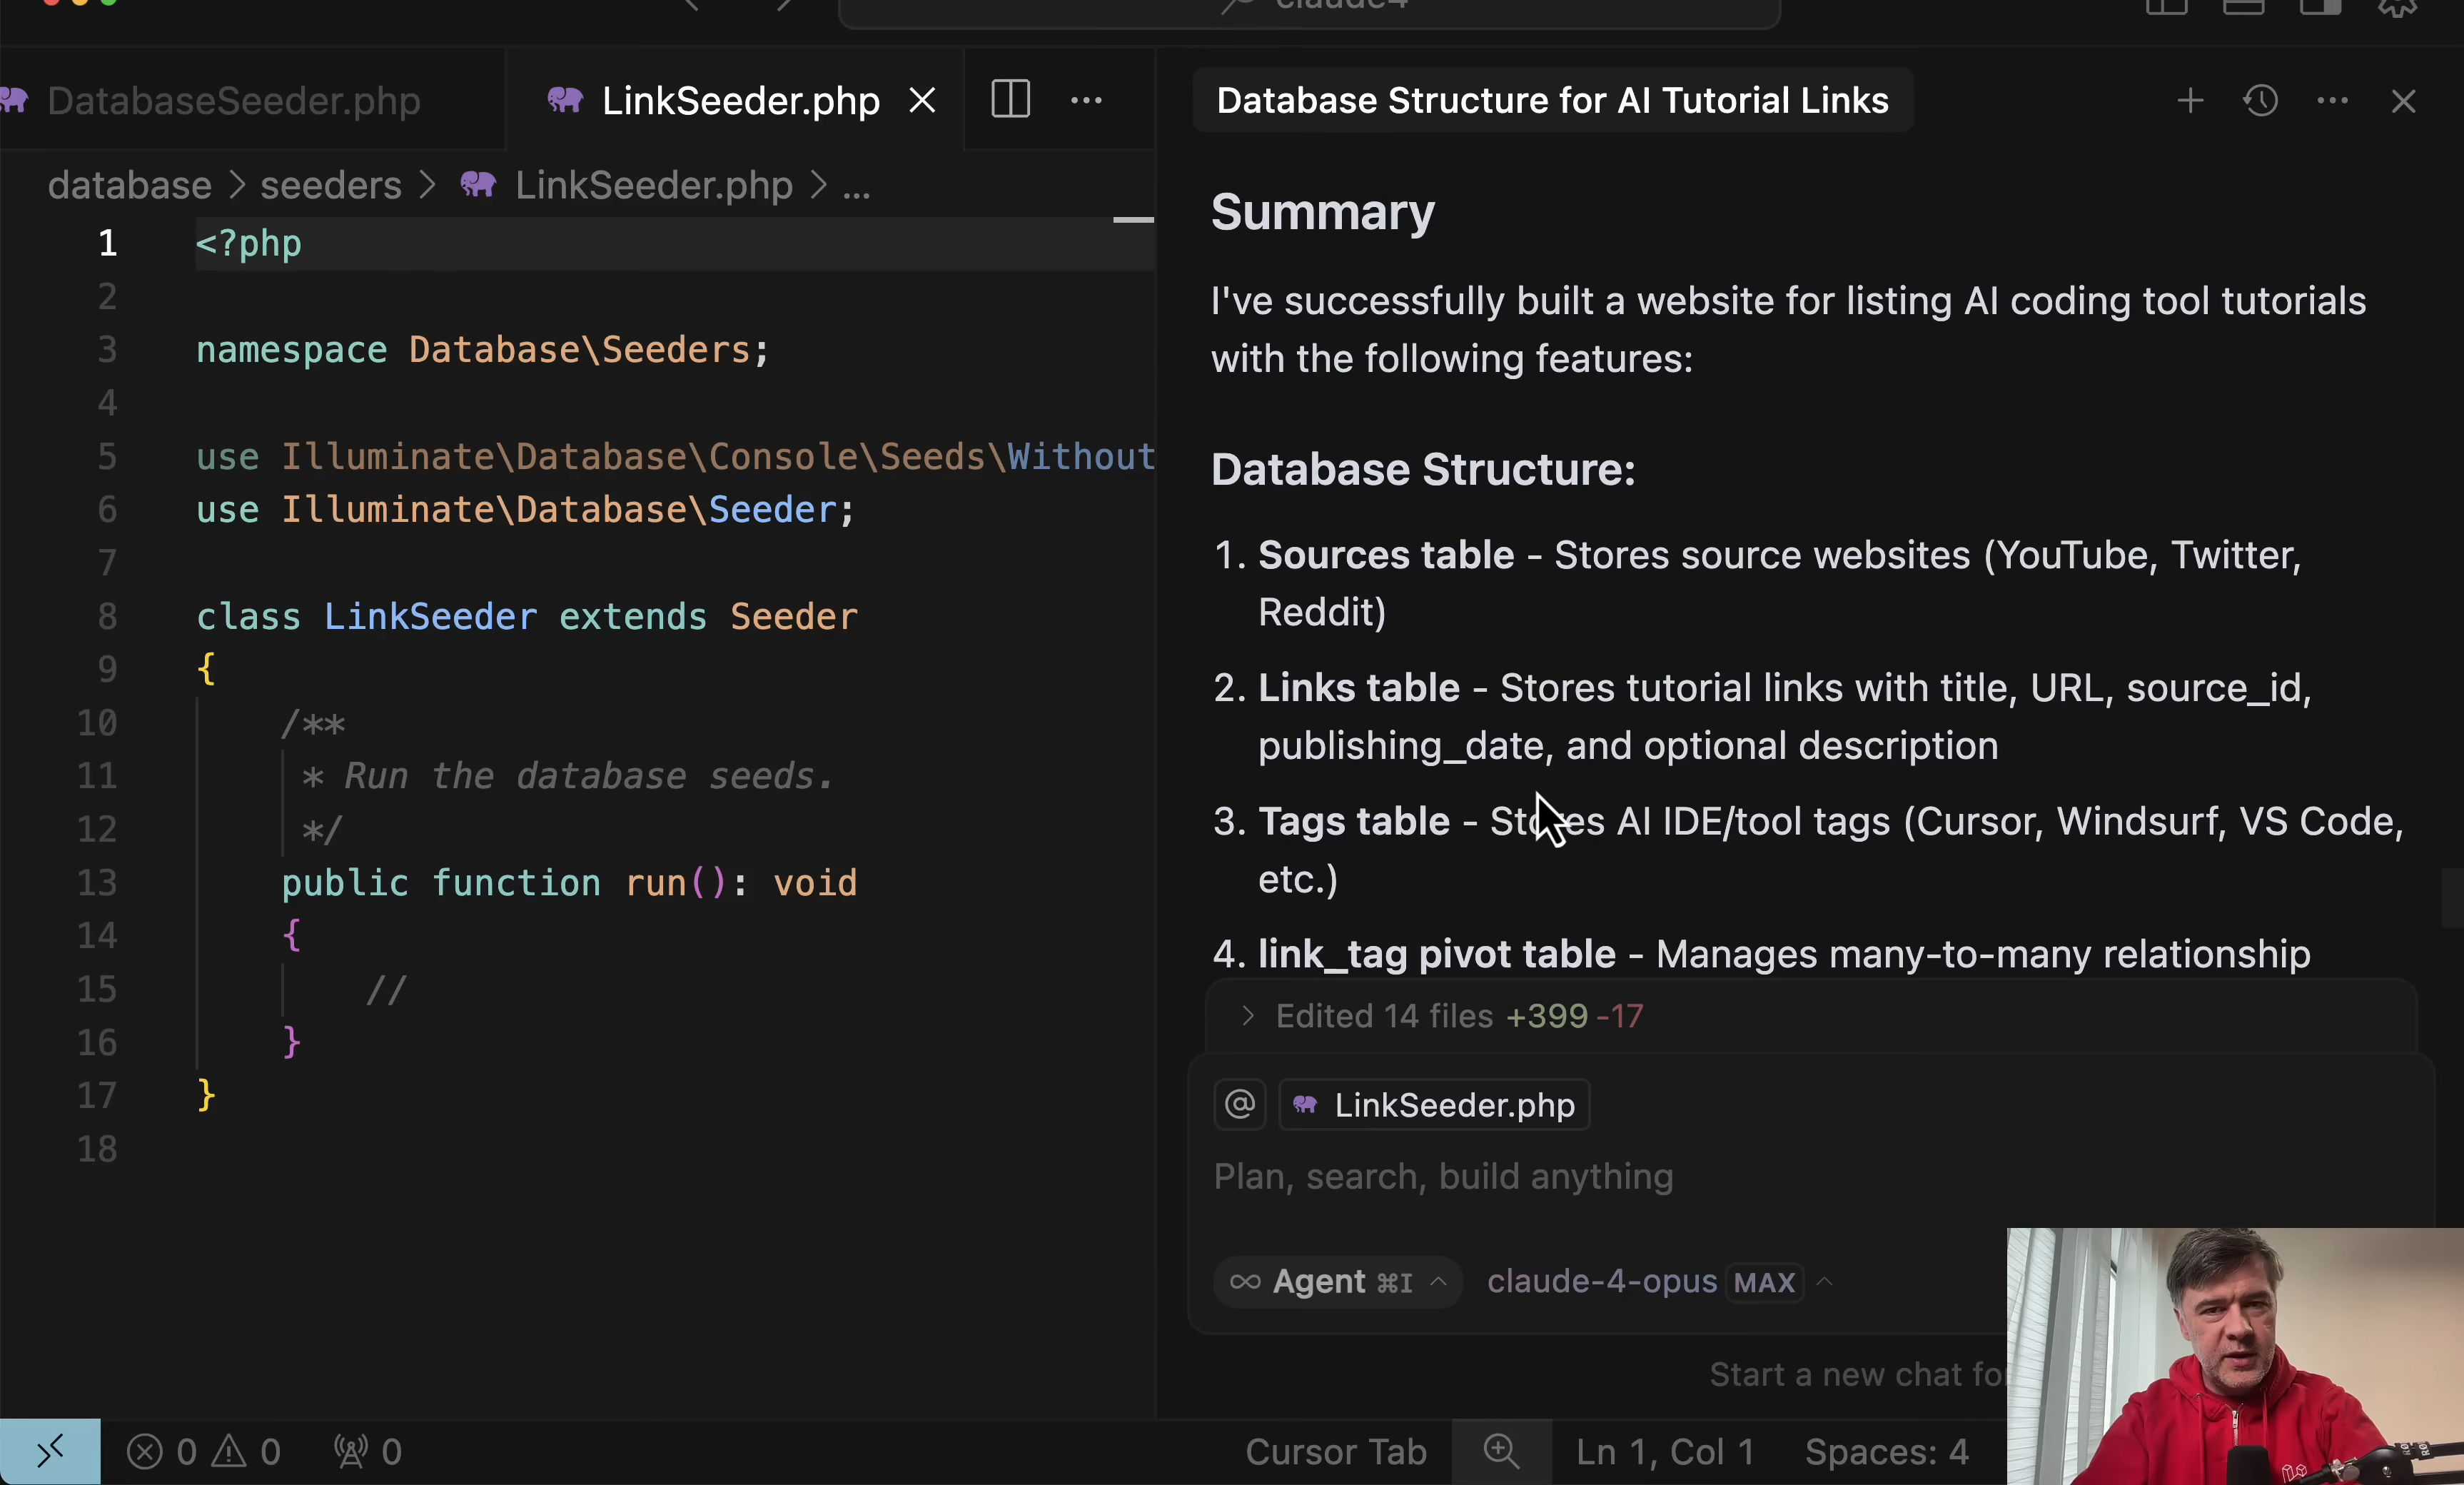 claude4
DatabaseSeeder.php
LinkSeeder.php
database > seeders > LinkSeeder.php > ...
1 <?php
2
3 namespace Database\Seeders;
4
5 use Illuminate\Database\Console\Seeds\Without
6 use Illuminate\Database\Seeder;
7
8 class LinkSeeder extends Seeder
9 {
10 /**
11 * Run the database seeds.
12 */
13 public function run(): void
14 {
15 //
16 }
17 }
18
Database Structure for AI Tutorial Links
Summary
I've successfully built a website for listing AI coding tool tutorials
with the following features:
Database Structure:
1. Sources table - Stores source websites (YouTube, Twitter,
Reddit)
2. Links table - Stores tutorial links with title, URL, source_id,
publishing_date, and optional description
3. Tags table - Stores AI IDE/tool tags (Cursor, Windsurf, VS Code,
etc.)
4. link_tag pivot table - Manages many-to-many relationship
Edited 14 files +399 -17
@ LinkSeeder.php
Plan, search, build anything
Agent ⌘I claude-4-opus MAX
Start a new chat
0 0 0
Cursor Tab Ln 1, Col 1 Spaces: 4